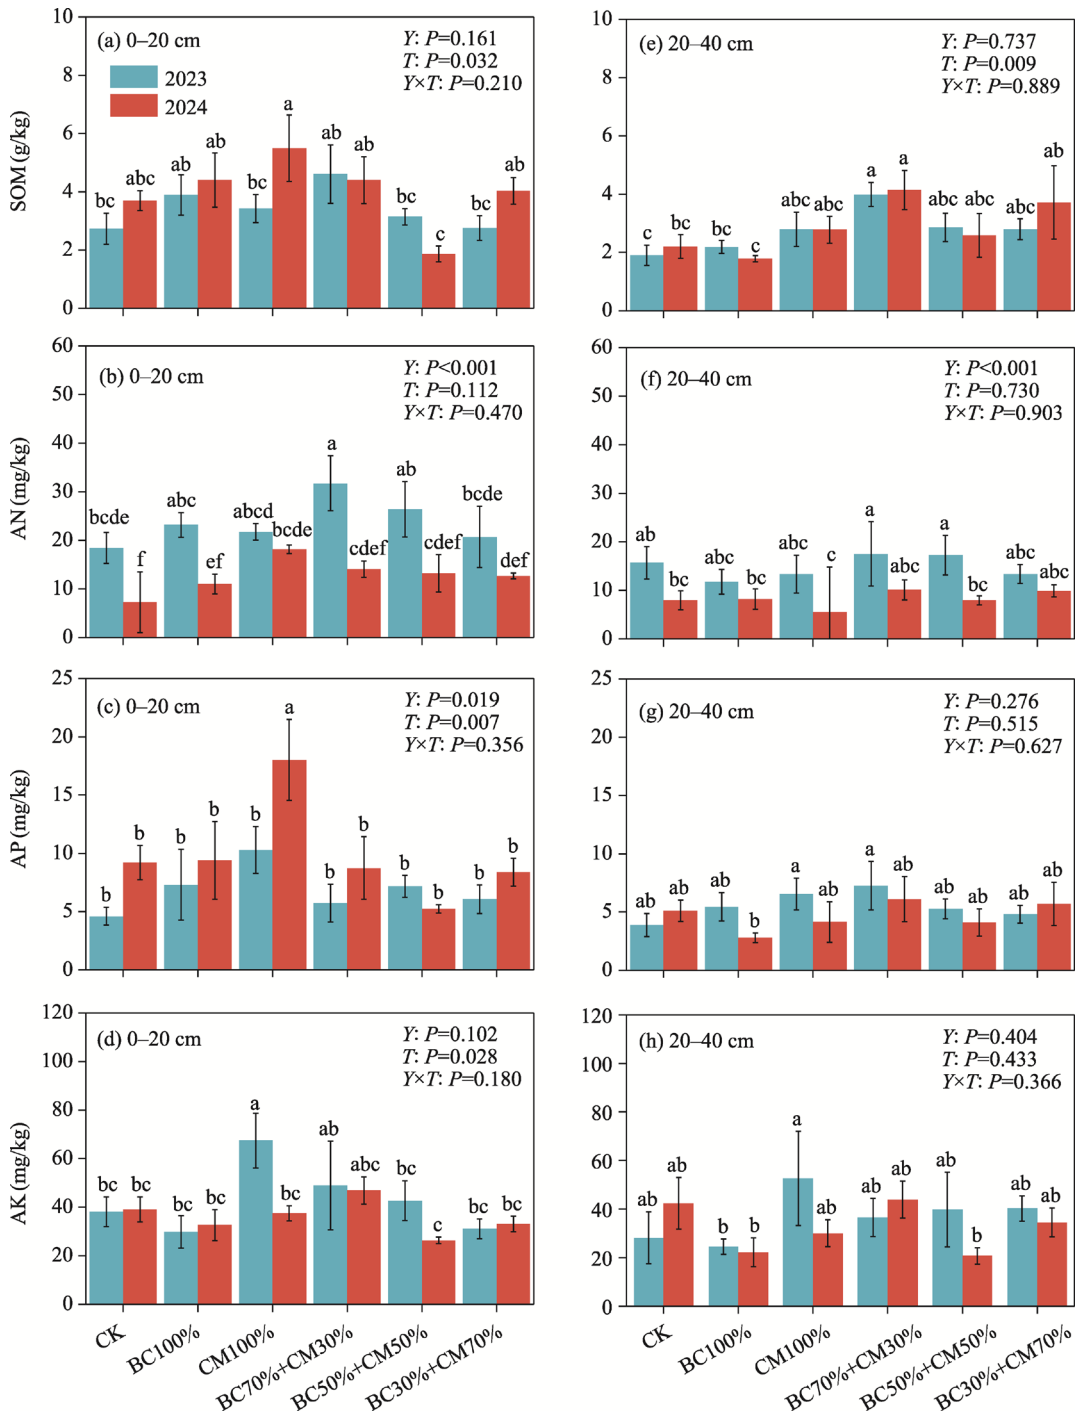 (a) 0–20 cm
2023
2024
Y: P=0.161
T: P=0.032
Y×T: P=0.210
SOM (g/kg)
10
8
6
4
2
0
bc
abc
ab
ab
bc
a
ab
ab
bc
c
bc
ab
(e) 20–40 cm
Y: P=0.737
T: P=0.009
Y×T: P=0.889
10
8
6
4
2
0
c
bc
bc
c
abc
abc
a
a
abc
abc
abc
ab
(b) 0–20 cm
Y: P<0.001
T: P=0.112
Y×T: P=0.470
AN (mg/kg)
60
50
40
30
20
10
0
bcde
f
abc
ef
abcd
bcde
a
cdef
ab
cdef
bcde
def
(f) 20–40 cm
Y: P<0.001
T: P=0.730
Y×T: P=0.903
60
50
40
30
20
10
0
ab
bc
abc
bc
abc
c
a
abc
a
bc
abc
abc
(c) 0–20 cm
Y: P=0.019
T: P=0.007
Y×T: P=0.356
AP (mg/kg)
25
20
15
10
5
0
b
b
b
b
b
a
b
b
b
b
b
b
(g) 20–40 cm
Y: P=0.276
T: P=0.515
Y×T: P=0.627
25
20
15
10
5
0
ab
ab
ab
b
a
ab
a
ab
ab
ab
ab
ab
(d) 0–20 cm
Y: P=0.102
T: P=0.028
Y×T: P=0.180
AK (mg/kg)
120
100
80
60
40
20
0
bc
bc
bc
bc
a
bc
ab
abc
bc
c
bc
bc
CK
BC100%
CM100%
BC70%+CM30%
BC50%+CM50%
BC30%+CM70%
(h) 20–40 cm
Y: P=0.404
T: P=0.433
Y×T: P=0.366
120
100
80
60
40
20
0
ab
ab
b
b
a
ab
ab
ab
ab
b
ab
ab
CK
BC100%
CM100%
BC70%+CM30%
BC50%+CM50%
BC30%+CM70%